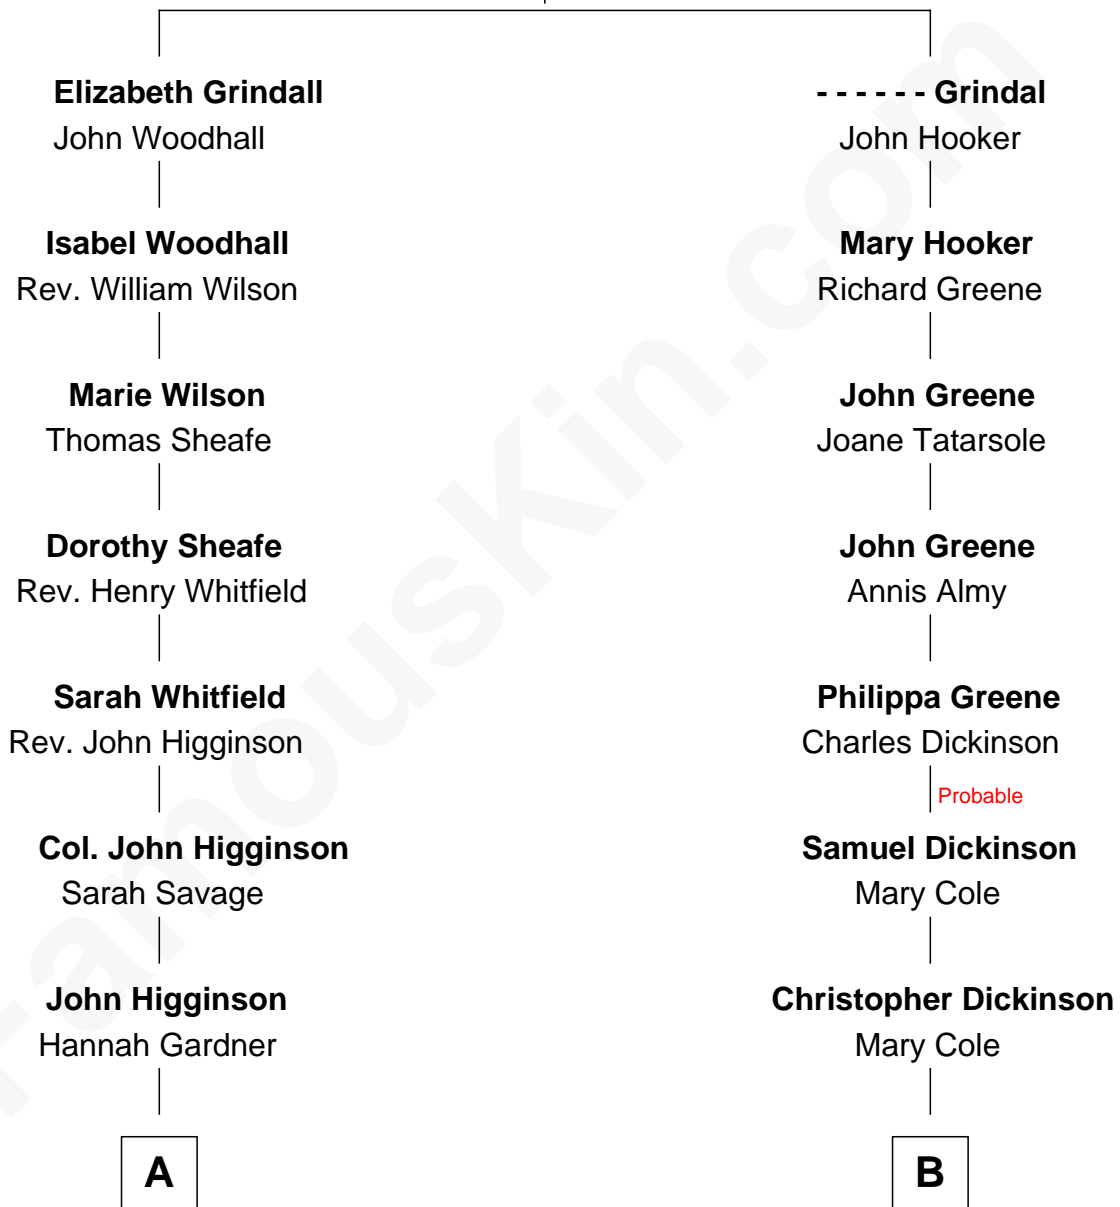 Elizabeth Grindall
John Woodhall
Isabel Woodhall
Rev. William Wilson
Marie Wilson
Thomas Sheafe
Dorothy Sheafe
Rev. Henry Whitfield
Sarah Whitfield
Rev. John Higginson
Col. John Higginson
Sarah Savage
John Higginson
Hannah Gardner
A
- - - - - - Grindal
John Hooker
Mary Hooker
Richard Greene
John Greene
Joane Tatarsole
John Greene
Annis Almy
Philippa Greene
Charles Dickinson
Probable
Samuel Dickinson
Mary Cole
Christopher Dickinson
Mary Cole
B
FamousKin.com